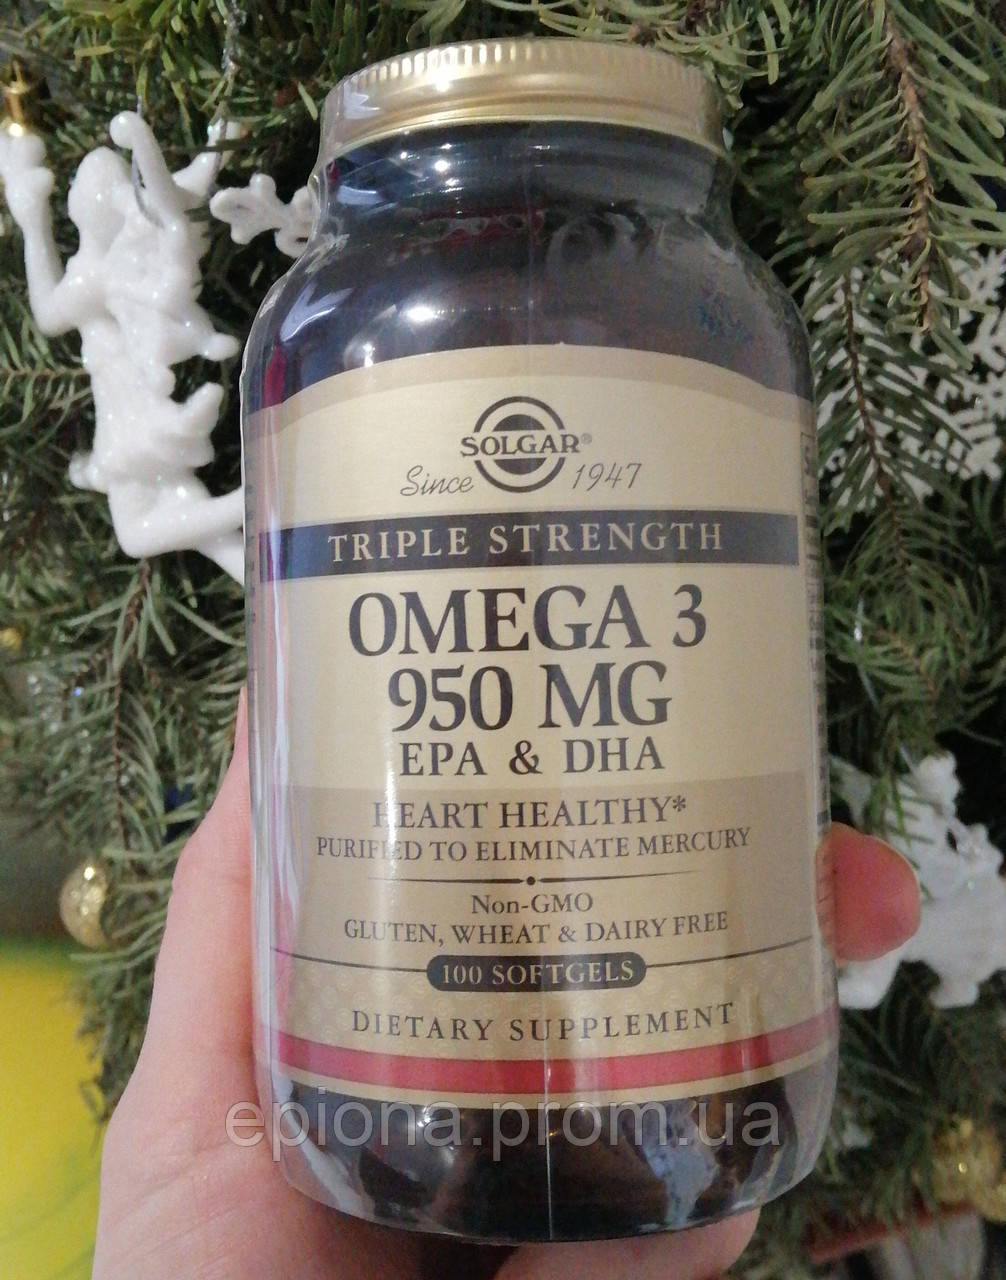 SOLGAR®
Since 1947
TRIPLE STRENGTH
OMEGA 3
950 MG
EPA & DHA
HEART HEALTHY*
PURIFIED TO ELIMINATE MERCURY
Non-GMO
GLUTEN, WHEAT & DAIRY FREE
100 SOFTGELS
DIETARY SUPPLEMENT
epiona.prom.ua